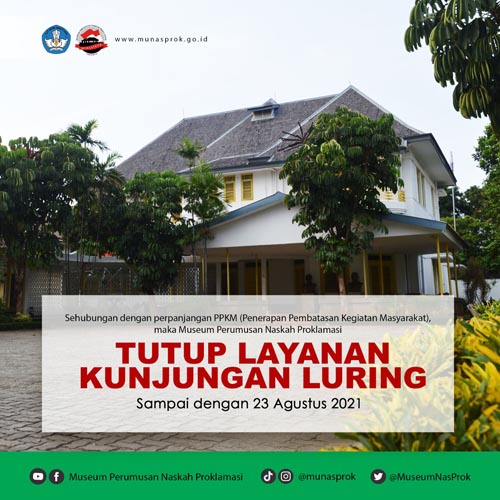 www.munasprok.go.id
Sehubungan dengan perpanjangan PPKM (Penerapan Pembatasan Kegiatan Masyarakat),
maka Museum Perumusan Naskah Proklamasi
TUTUP LAYANAN
KUNJUNGAN LURING
Sampai dengan 23 Agustus 2021
Museum Perumusan Naskah Proklamasi @munasprok @MuseumNasProk